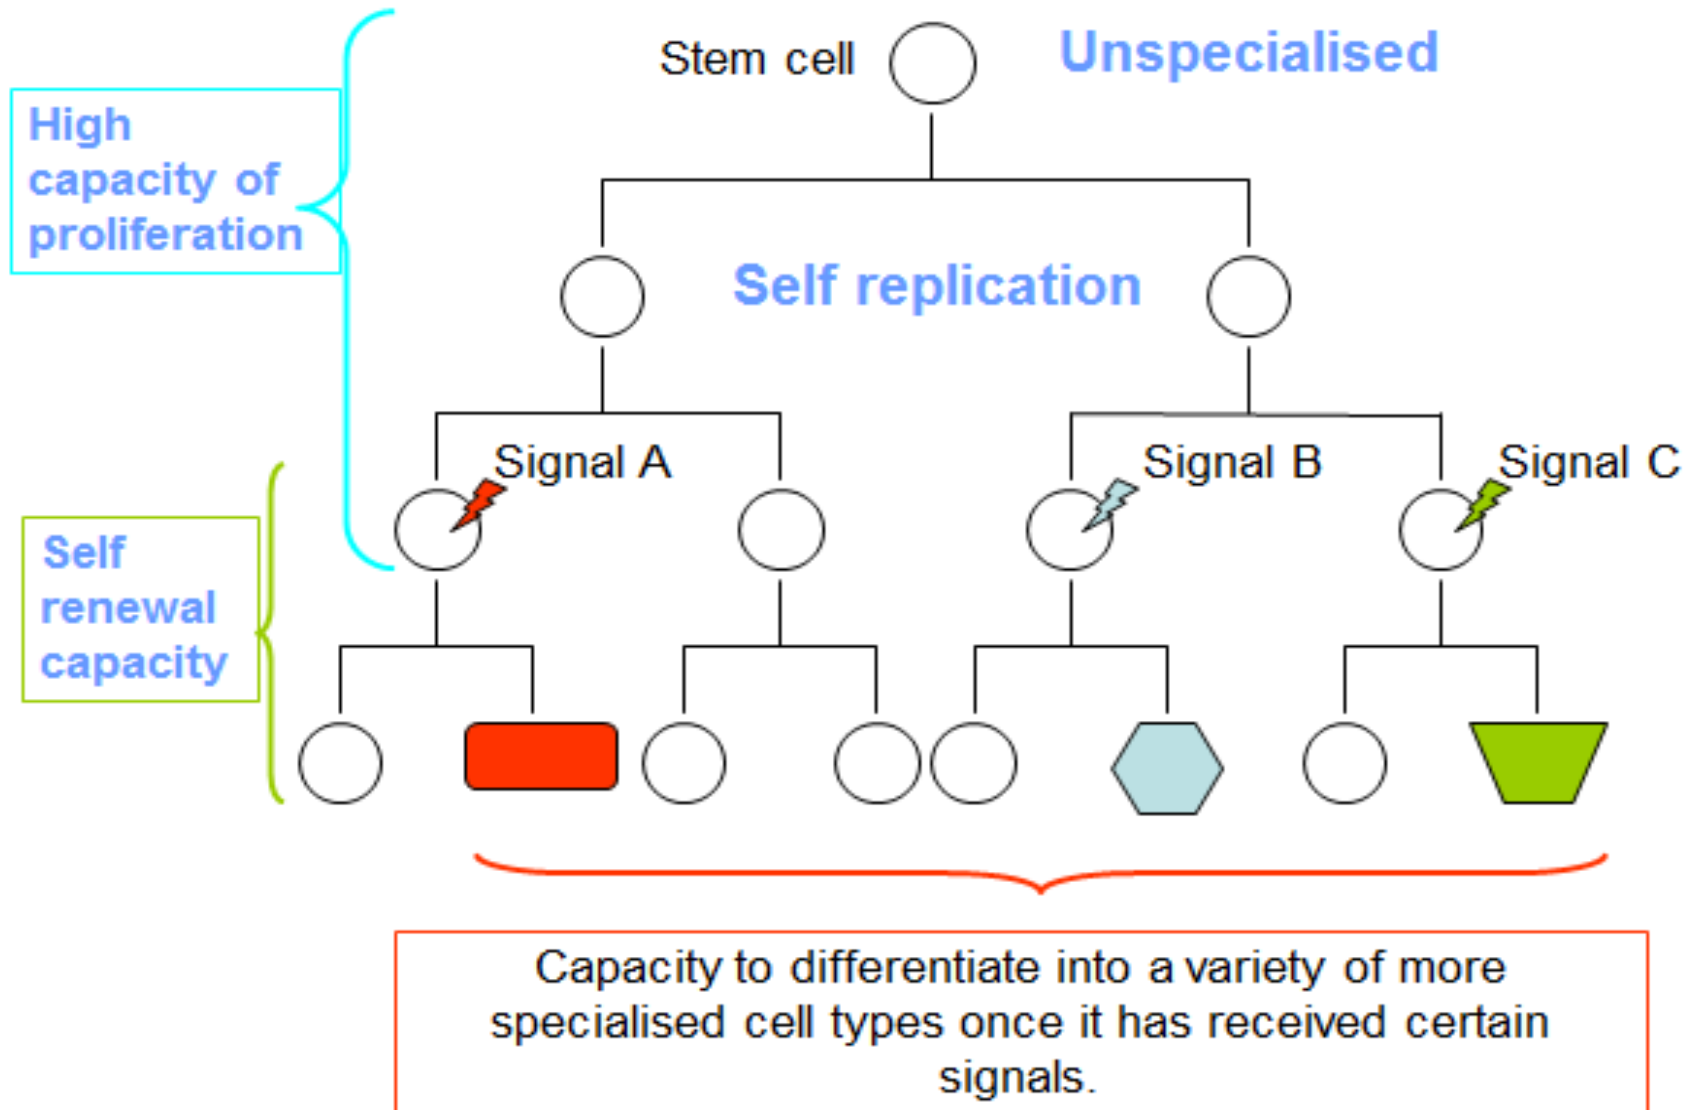 Stem cell
Unspecialised
High
capacity of
proliferation
Self replication
Signal A
Signal B
Signal C
Self
renewal
capacity
Capacity to differentiate into a variety of more
specialised cell types once it has received certain
signals.